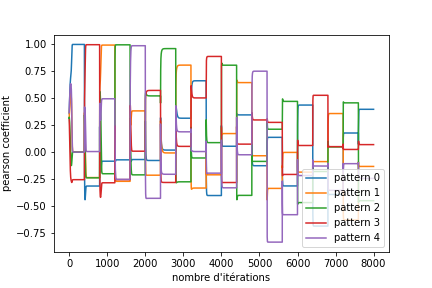 1.00
0.75
0.50
0.25
0.00
−0.25
−0.50
−0.75
pearson coefficient
0 1000 2000 3000 4000 5000 6000 7000 8000
nombre d'itérations
pattern 0
pattern 1
pattern 2
pattern 3
pattern 4